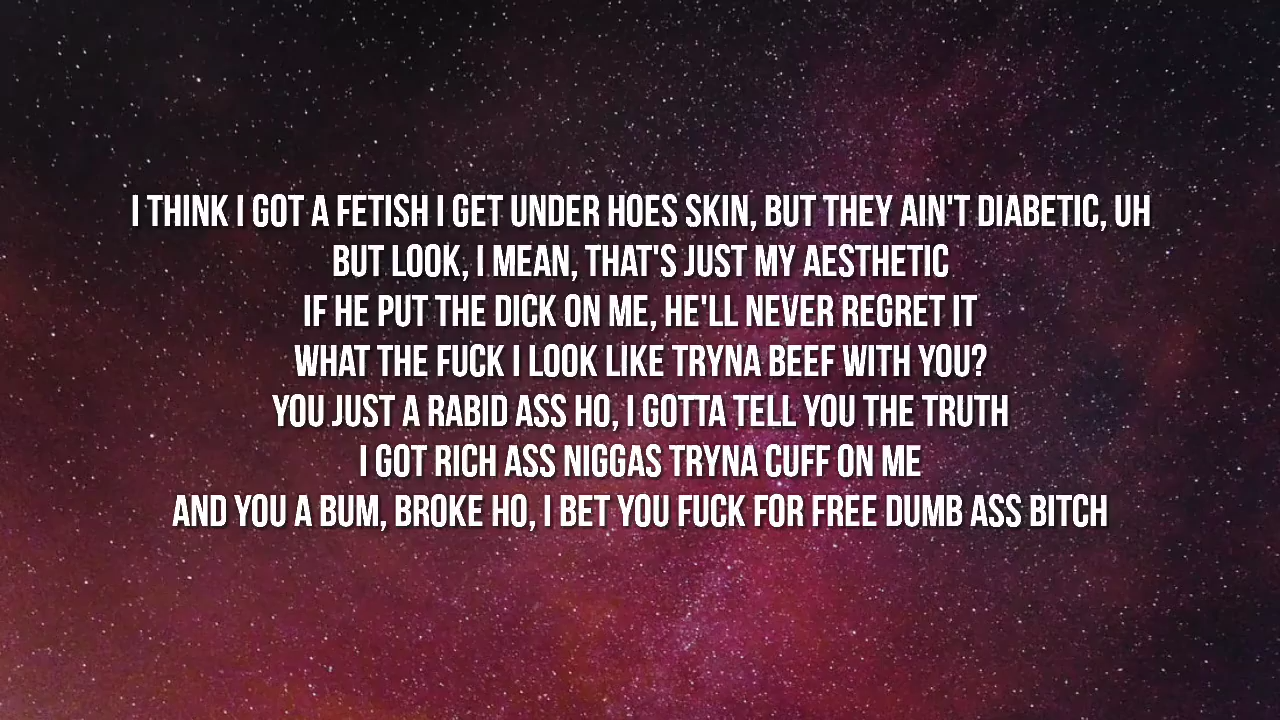 I THINK I GOT A FETISH I GET UNDER HOES SKIN, BUT THEY AIN'T DIABETIC, UH
BUT LOOK, I MEAN, THAT'S JUST MY AESTHETIC
IF HE PUT THE DICK ON ME, HE'LL NEVER REGRET IT
WHAT THE FUCK I LOOK LIKE TRYNA BEEF WITH YOU?
YOU JUST A RABID ASS HO, I GOTTA TELL YOU THE TRUTH
I GOT RICH ASS NIGGAS TRYNA CUFF ON ME
AND YOU A BUM, BROKE HO, I BET YOU FUCK FOR FREE DUMB ASS BITCH